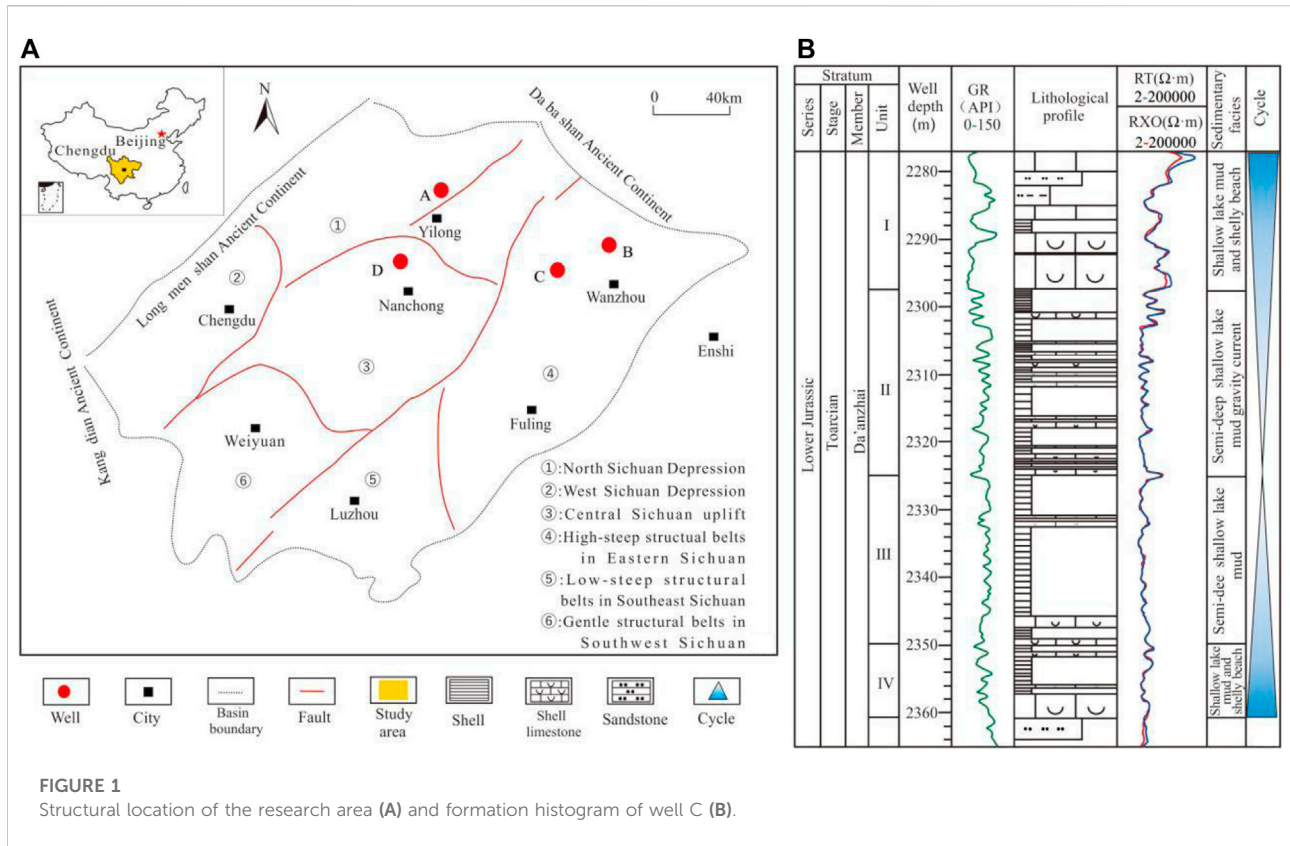 A
B
Chengdu
Beijing
N
0 40km
Da ba shan Ancient Continent
Long men shan Ancient Continent
Kang dian Ancient Continent
A
Yilong
①
D
Nanchong
B
C
Wanzhou
②
Chengdu
Enshi
③
④
Weiyuan
Fuling
⑥
⑤
Luzhou
①:North Sichuan Depression
②:West Sichuan Depression
③:Central Sichuan uplift
④:High-steep structual belts
in Eastern Sichuan
⑤:Low-steep structural
belts in Southeast Sichuan
⑥:Gentle structural belts in
Southwest Sichuan
Well
City
Basin
boundary
Fault
Study
area
Shell
Shell
limestone
Sandstone
Cycle
Stratum
Series
Stage
Member
Unit
Well
depth
(m)
GR
(API)
0-150
Lithological
profile
RT(Ω·m)
2-200000
RXO(Ω·m)
2-200000
Sedimentary
facies
Cycle
Lower Jurassic
Toarcian
Da'anzhai
I
II
III
IV
2280
2290
2300
2310
2320
2330
2340
2350
2360
Shallow lake mud
and shelly beach
Semi-deep shallow lake
mud gravity current
Semi-dee shallow lake
mud
Shallow lake
mud and
shelly beach
FIGURE 1
Structural location of the research area (A) and formation histogram of well C (B).